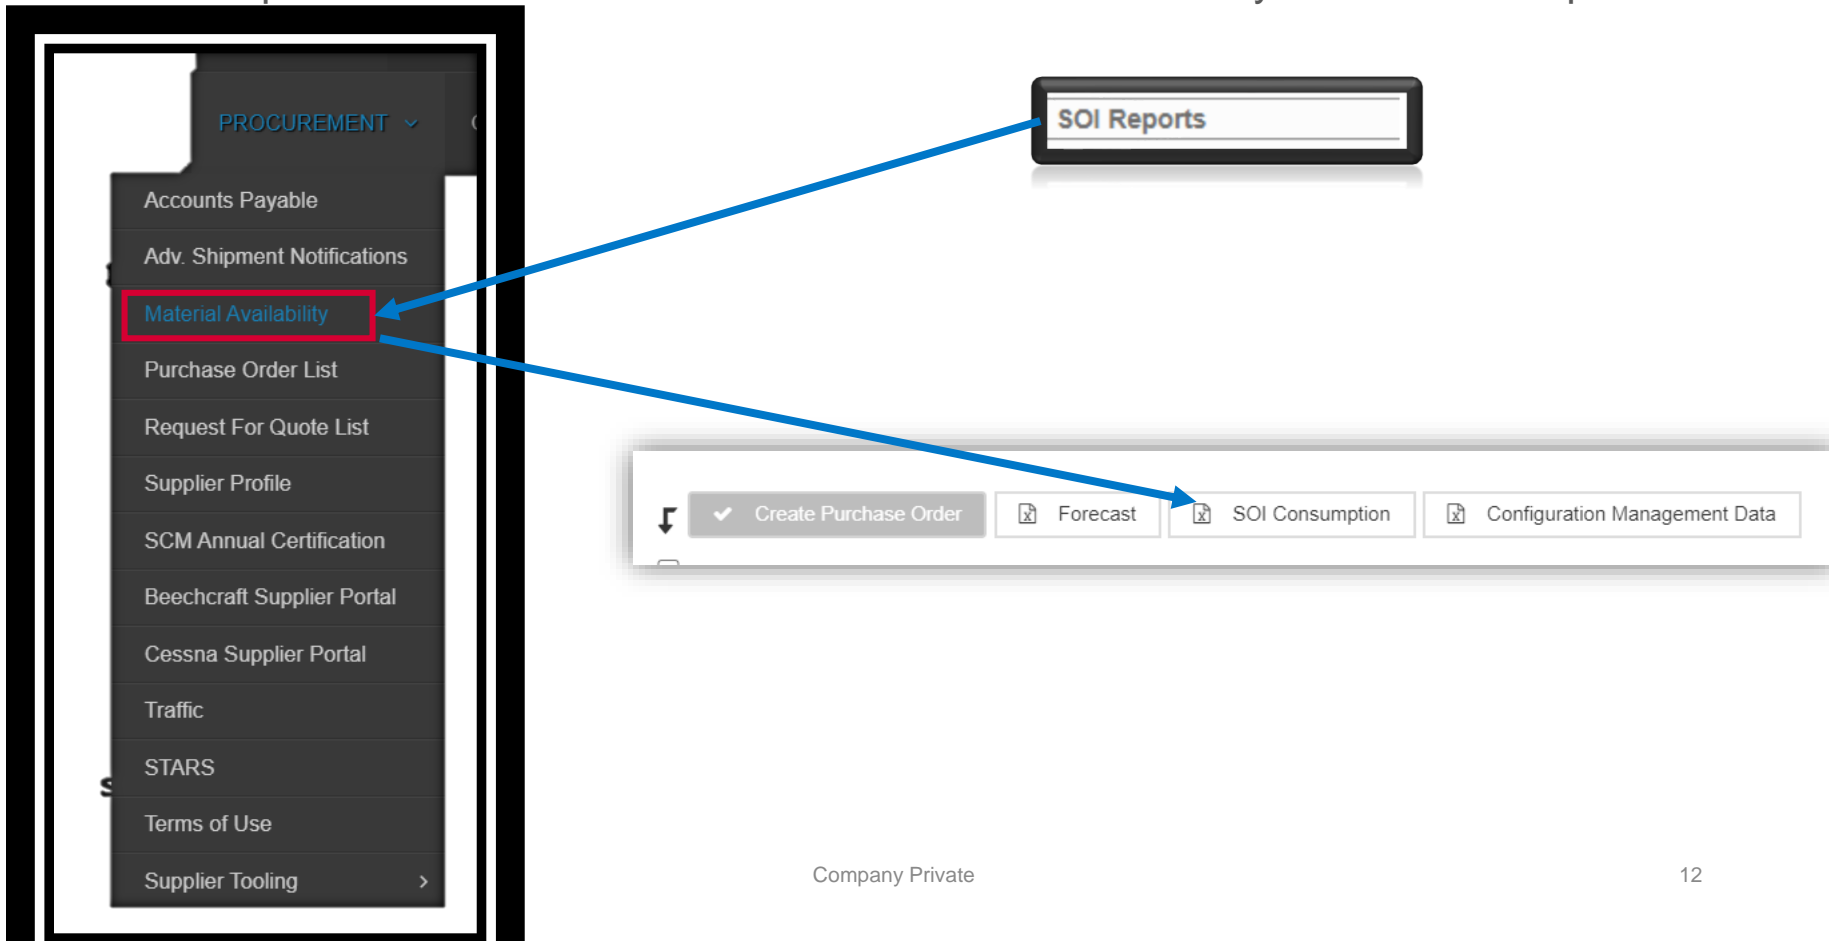 PROCUREMENT
Accounts Payable
Adv. Shipment Notifications
Material Availability
Purchase Order List
Request For Quote List
Supplier Profile
SCM Annual Certification
Beechcraft Supplier Portal
Cessna Supplier Portal
Traffic
STARS
Terms of Use
Supplier Tooling
SOI Reports
Create Purchase Order
Forecast
SOI Consumption
Configuration Management Data
Company Private
12